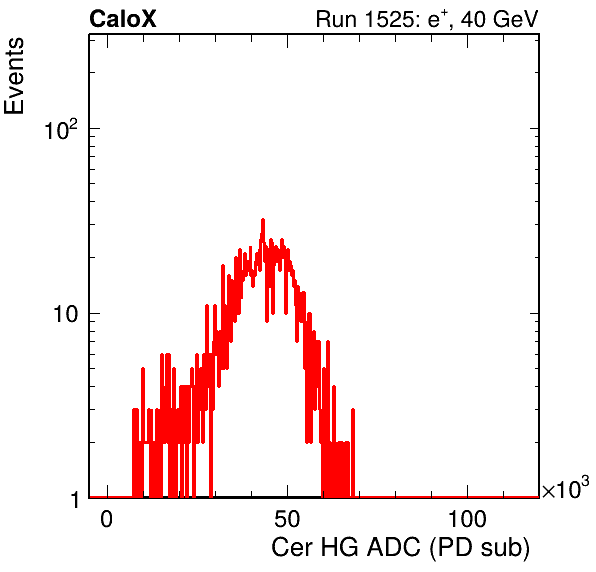 CaloX Run 1525: e⁺, 40 GeV
Events
10²
10
1
0 50 100 ×10³
Cer HG ADC (PD sub)